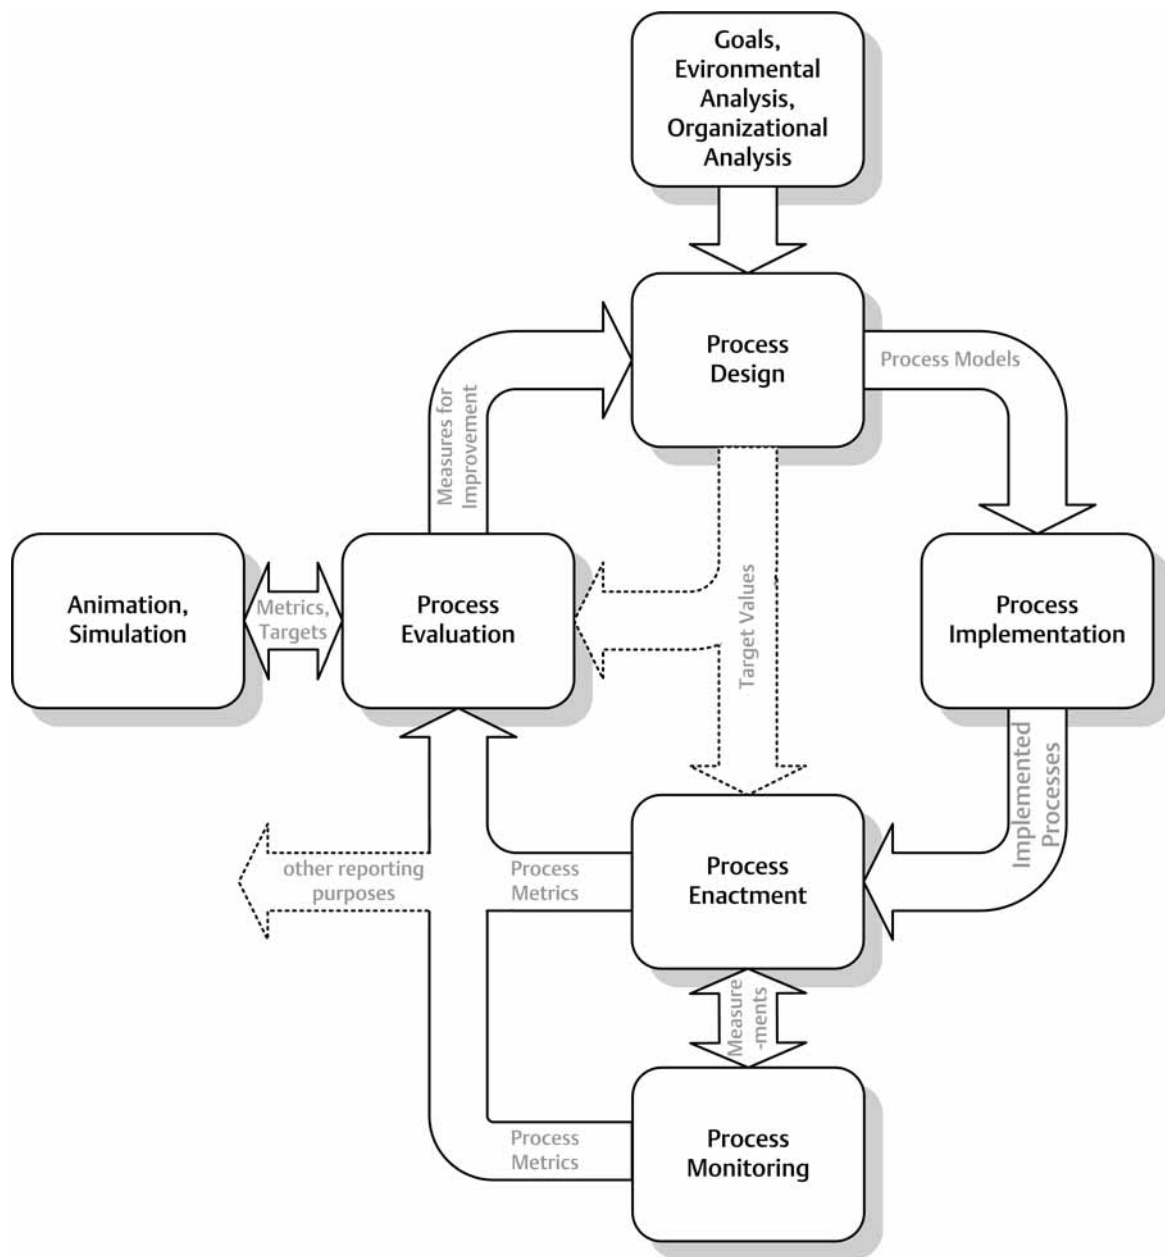 Goals,
Evironmental
Analysis,
Organizational
Analysis
Process
Design
Process Models
Measures for
Improvement
Animation,
Simulation
Metrics,
Targets
Process
Evaluation
Target Values
Process
Implementation
Implemented
Processes
other reporting
purposes
Process
Metrics
Process
Enactment
Measure
-ments
Process
Metrics
Process
Monitoring